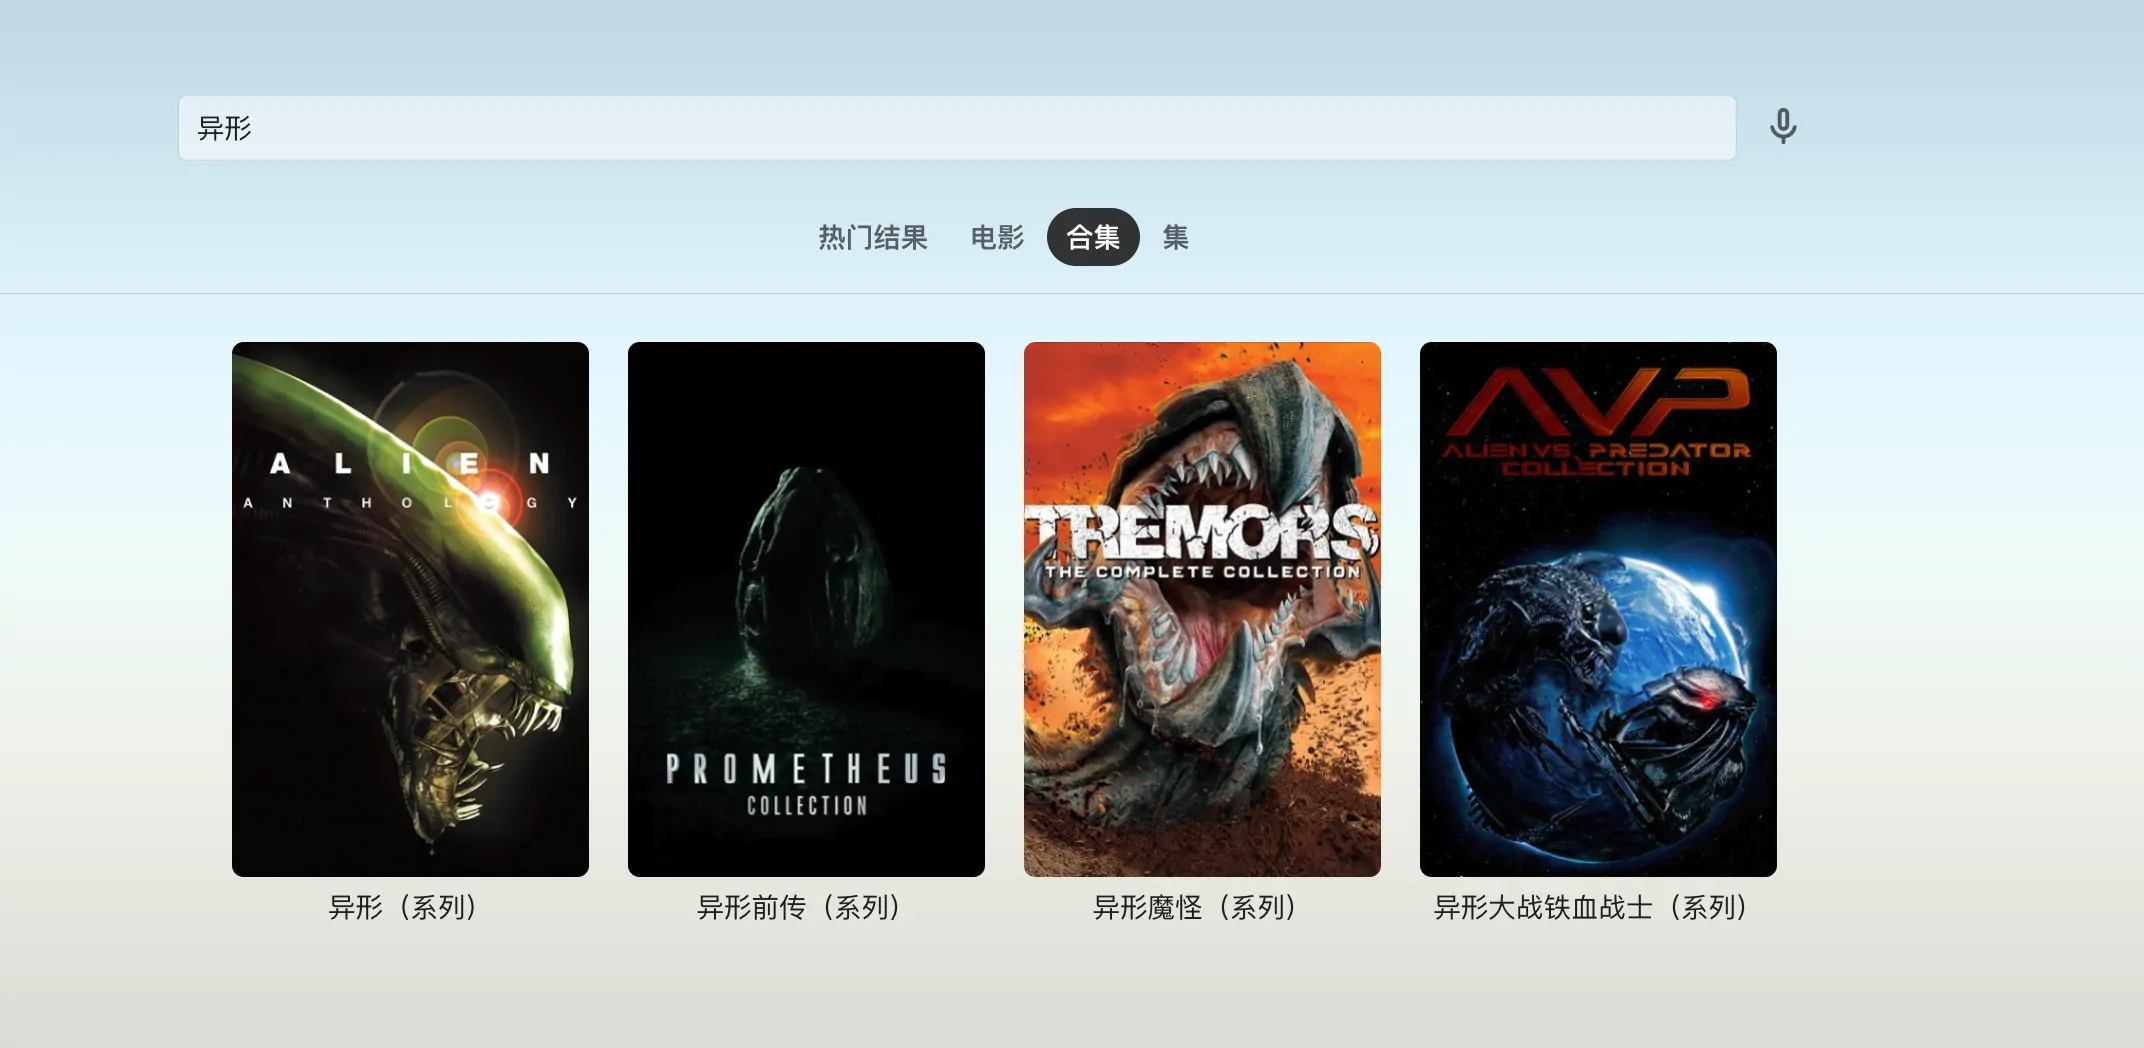 异形
热门结果 电影 合集 集
ALIEN
ANTHOLOGY
PROMETHEUS
COLLECTION
TREMORS
THE COMPLETE COLLECTION
AVP
ALIEN VS. PREDATOR
COLLECTION
异形（系列）
异形前传（系列）
异形魔怪（系列）
异形大战铁血战士（系列）